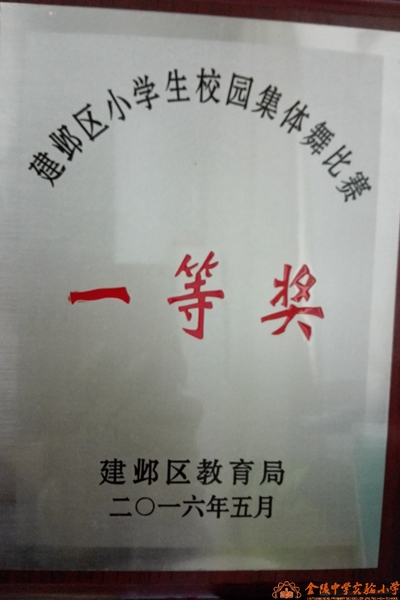 建邺区小学生校园集体舞比赛
一等奖
建邺区教育局
二〇一六年五月
金陵中学实验小学